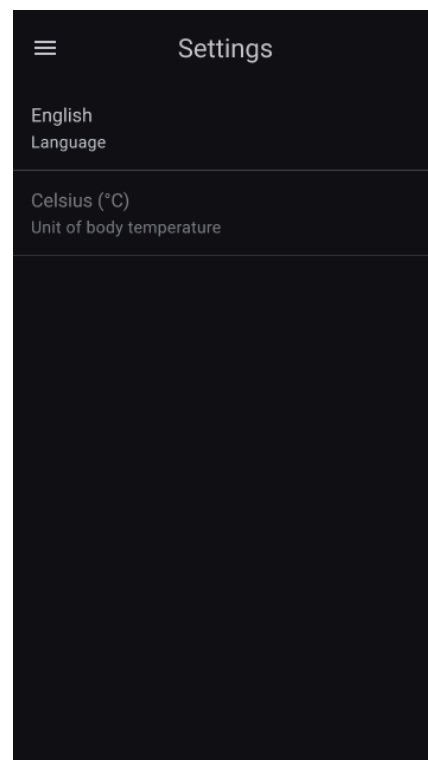 Settings
English
Language
Celsius (°C)
Unit of body temperature